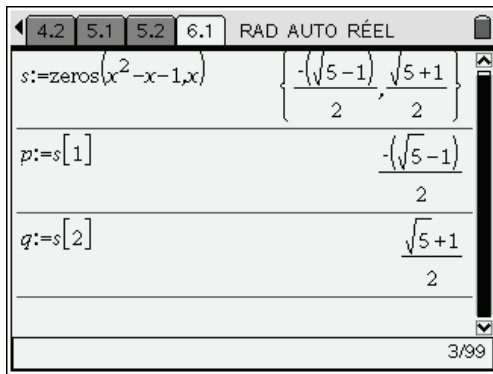 4.2 5.1 5.2 6.1 RAD AUTO RÉEL
s:=zeros(x²-x-1,x) {-(√5-1)/2, (√5+1)/2}
p:=s[1] -(√5-1)/2
q:=s[2] (√5+1)/2
3/99